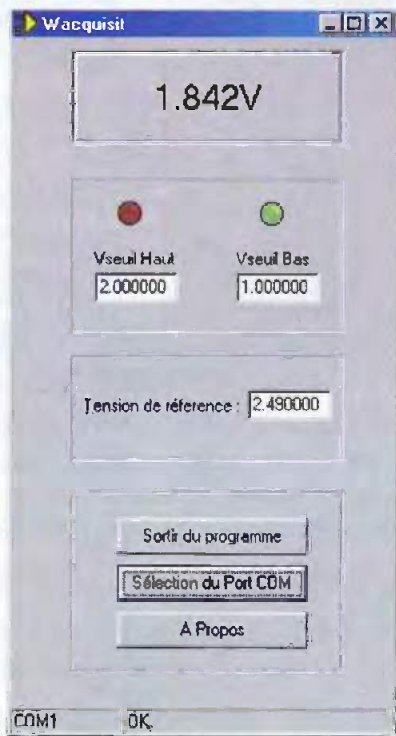 Wacquisit
1.842V
Vseuil Haut Vseuil Bas
2.000000 1.000000
Tension de réference : 2.490000
Sortir du programme
Sélection du Port COM
A Propos
COM1 OK,